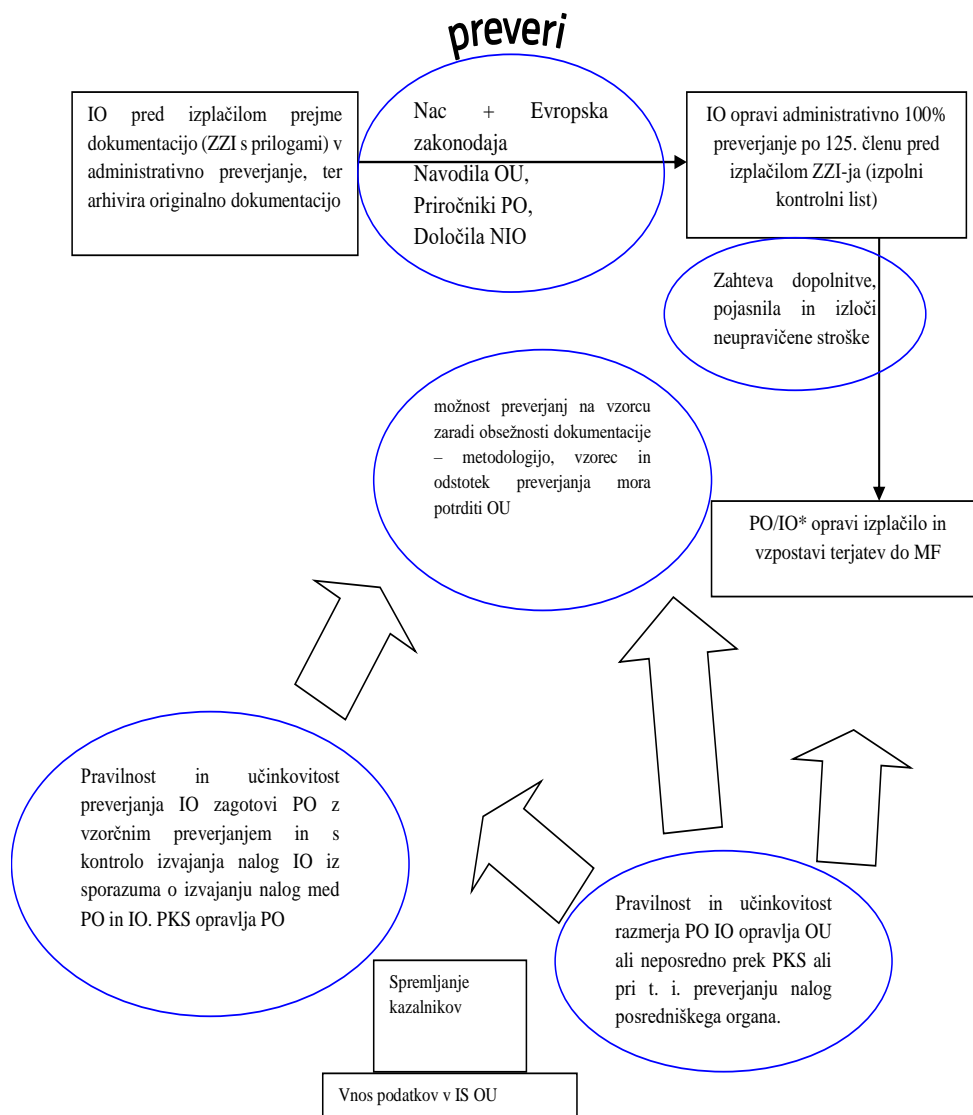 preveri
IO pred izplačilom prejme
dokumentacijo (ZZI s prilogami) v
administrativno preverjanje, ter
arhivira originalno dokumentacijo
Nac + Evropska
zakonodaja
Navodila OU,
Priročniki PO,
Določila NIO
IO opravi administrativno 100%
preverjanje po 125. členu pred
izplačilom ZZI-ja (izpolni
kontrolni list)
Zahteva dopolnitve,
pojasnila in izloči
neupravičene stroške
možnost preverjanj na vzorcu
zaradi obsežnosti dokumentacije
– metodologijo, vzorec in
odstotek preverjanja mora
potrditi OU
PO/IO* opravi izplačilo in
vzpostavi terjatev do MF
Pravilnost in učinkovitost
preverjanja IO zagotovi PO z
vzorčnim preverjanjem in s
kontrolo izvajanja nalog IO iz
sporazuma o izvajanju nalog med
PO in IO. PKS opravlja PO
Pravilnost in učinkovitost
razmerja PO IO opravlja OU
ali neposredno prek PKS ali
pri t. i. preverjanju nalog
posredniškega organa.
Spremljanje
kazalnikov
Vnos podatkov v IS OU